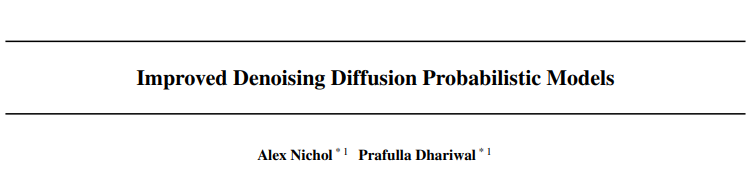 Improved Denoising Diffusion Probabilistic Models
Alex Nichol * 1 Prafulla Dhariwal * 1